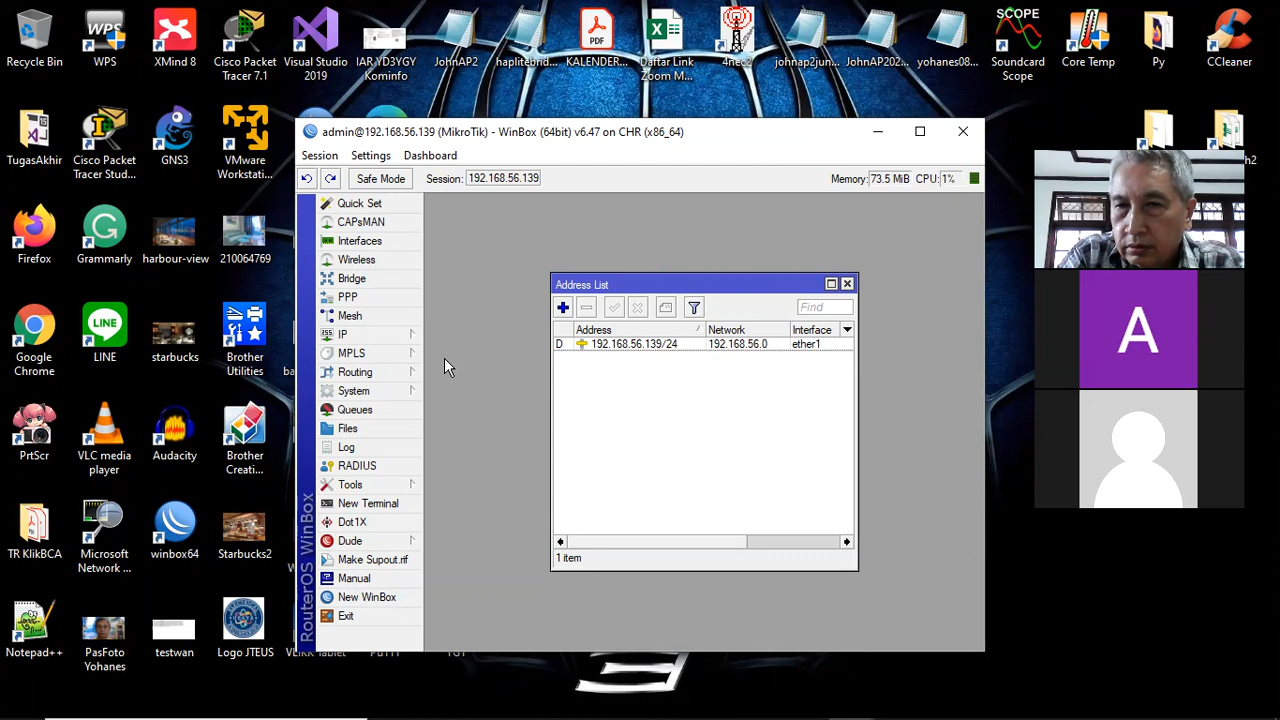 Recycle Bin
WPS
XMind 8
Cisco Packet
Tracer 7.1
Visual Studio
2019
IAR YD3YGY
Kominfo
JohnAP2
haplitebrid...
PDF
KALENDER...
Daftar Link
Zoom M...
4nec2
johnap2jun...
JohnAP202...
yohanes08...
SCOPE
Soundcard
Scope
Core Temp
Py
CCleaner
TugasAkhir
Cisco Packet
Tracer Stud...
GNS3
VMware
Workstati...
Firefox
Grammarly
harbour-view
210064769
Google
Chrome
LINE
starbucks
Brother
Utilities
PrtScr
VLC media
player
Audacity
Brother
Creati...
TR KlikBCA
Microsoft
Network ...
winbox64
Starbucks2
Notepad++
PasFoto
Yohanes
testwan
Logo JTEUS
admin@192.168.56.139 (MikroTik) - WinBox (64bit) v6.47 on CHR (x86_64)
Session Settings Dashboard
Safe Mode Session: 192.168.56.139 Memory: 73.5 MiB CPU: 1%
RouterOS WinBox
Quick Set
CAPsMAN
Interfaces
Wireless
Bridge
PPP
Mesh
IP
MPLS
Routing
System
Queues
Files
Log
RADIUS
Tools
New Terminal
Dot1X
Dude
Make Supout.rif
Manual
New WinBox
Exit
Address List
Find
Address Network Interface
D 192.168.56.139/24 192.168.56.0 ether1
1 item
A